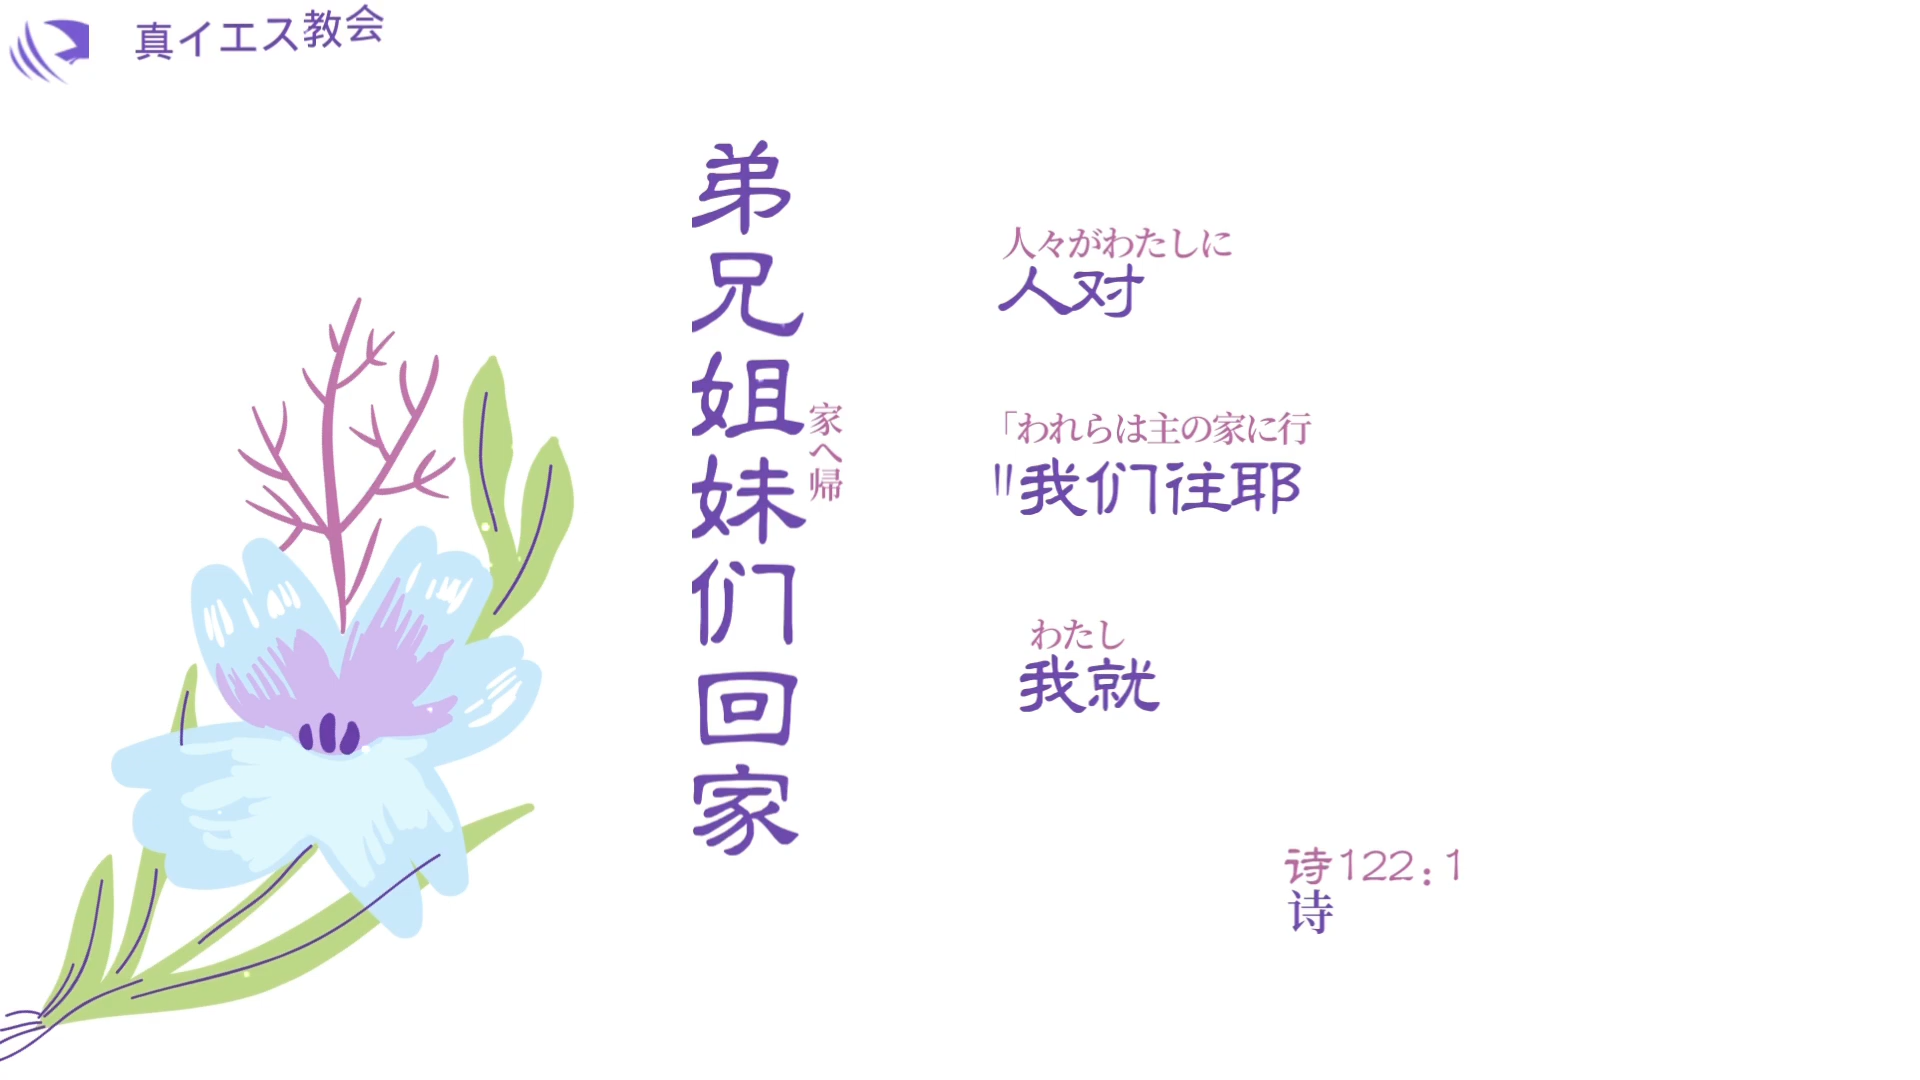 真イエス教会
弟兄姐妹们回家
家へ帰
人々がわたしに
人对
「われらは主の家に行
"我们往耶
わたし
我就
诗122:1
诗